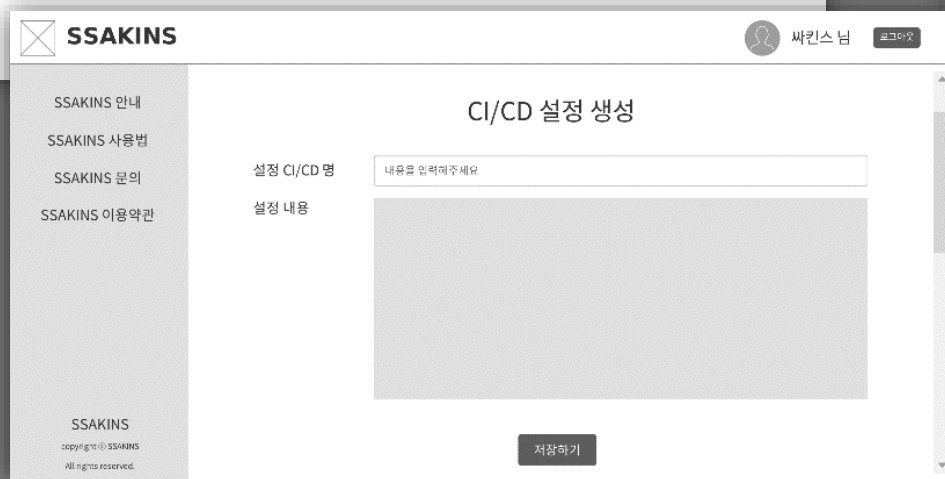 SSAKINS
싸킨스 님
로그아웃
SSAKINS 안내
SSAKINS 사용법
SSAKINS 문의
SSAKINS 이용약관
CI/CD 설정 생성
설정 CI/CD 명
내용을 입력해주세요
설정 내용
저장하기
SSAKINS
copyright ⓒ SSAKINS
All rights reserved.